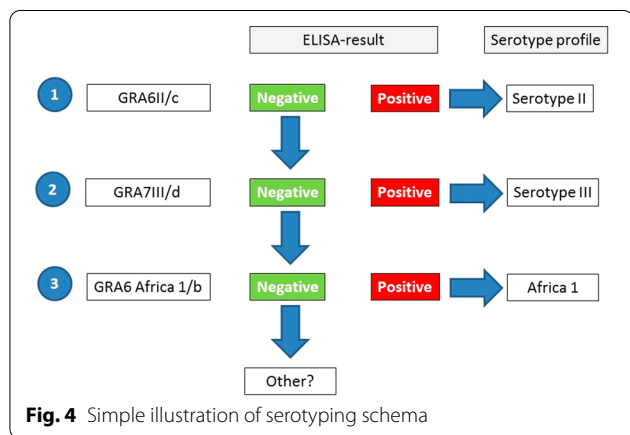 ELISA-result Serotype profile
1 GRA6II/c Negative Positive Serotype II
2 GRA7III/d Negative Positive Serotype III
3 GRA6 Africa 1/b Negative Positive Africa 1
Other?
Fig. 4 Simple illustration of serotyping schema